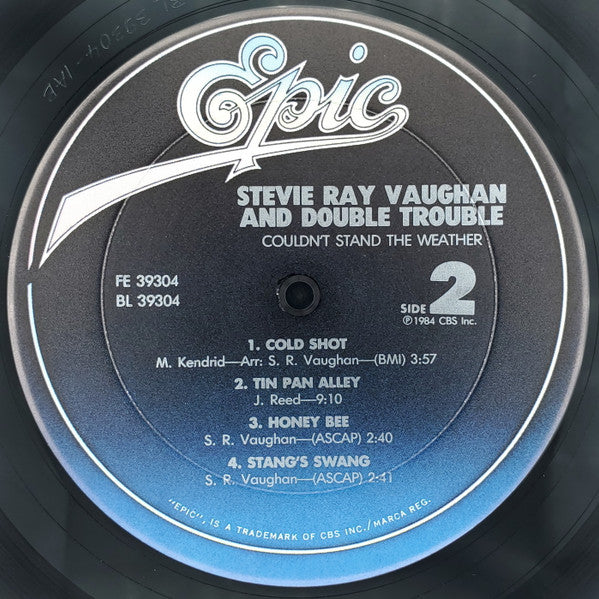 BL 39304-1AE
Epic
STEVIE RAY VAUGHAN
AND DOUBLE TROUBLE
COULDN'T STAND THE WEATHER
FE 39304
BL 39304
SIDE 2
℗1984 CBS Inc.
1. COLD SHOT
M. Kendrid—Arr: S. R. Vaughan—(BMI) 3:57
2. TIN PAN ALLEY
J. Reed—9:10
3. HONEY BEE
S. R. Vaughan—(ASCAP) 2:40
4. STANG'S SWANG
S. R. Vaughan—(ASCAP) 2:41
"EPIC", IS A TRADEMARK OF CBS INC./MARCA REG.